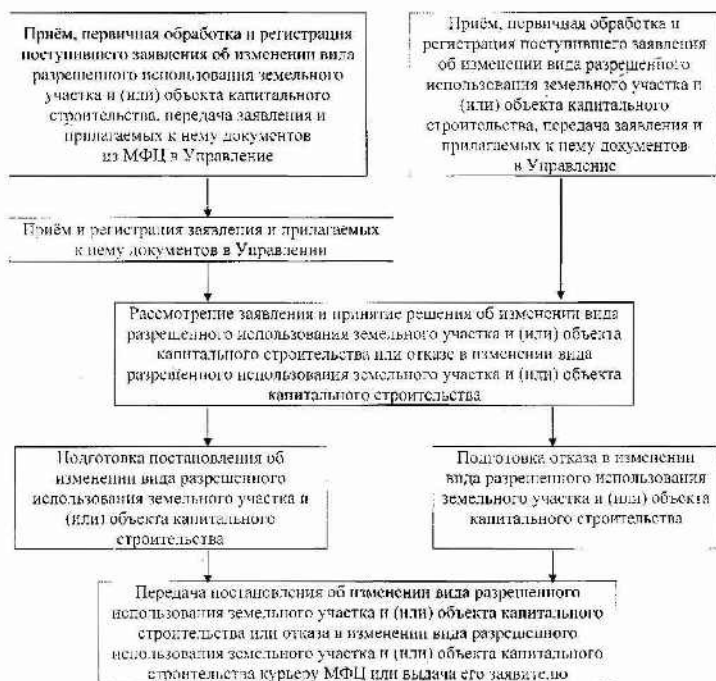 Приём, первичная обработка и
регистрация поступившего заявления
поступившего заявления об изменении вида
разрешенного использования земельного
участка и (или) объекта капитального
строительства, передача заявления и
прилагаемых к нему документов
из МФЦ в Управление
Приём, первичная обработка и
регистрация поступившего заявления
об изменении вида разрешенного
использования земельного участка и
(или) объекта капитального
строительства, передача заявления и
прилагаемых к нему документов
в Управление
Приём и регистрация заявления и прилагаемых
к нему документов в Управлении
Рассмотрение заявления и принятие решения об изменении вида
разрешенного использования земельного участка и (или) объекта
капитального строительства или отказе в изменении вида
разрешенного использования земельного участка и (или) объекта
капитального строительства
Подготовка постановления об
изменении вида разрешенного
использования земельного участка и
(или) объекта капитального
строительства
Подготовка отказа в изменении
вида разрешенного использования
земельного участка и (или) объекта
капитального строительства
Передача постановления об изменении вида разрешенного
использования земельного участка и (или) объекта капитального
строительства или отказа в изменении вида разрешенного
использования земельного участка и (или) объекта капитального
строительства курьеру МФЦ или выдача его заявителю